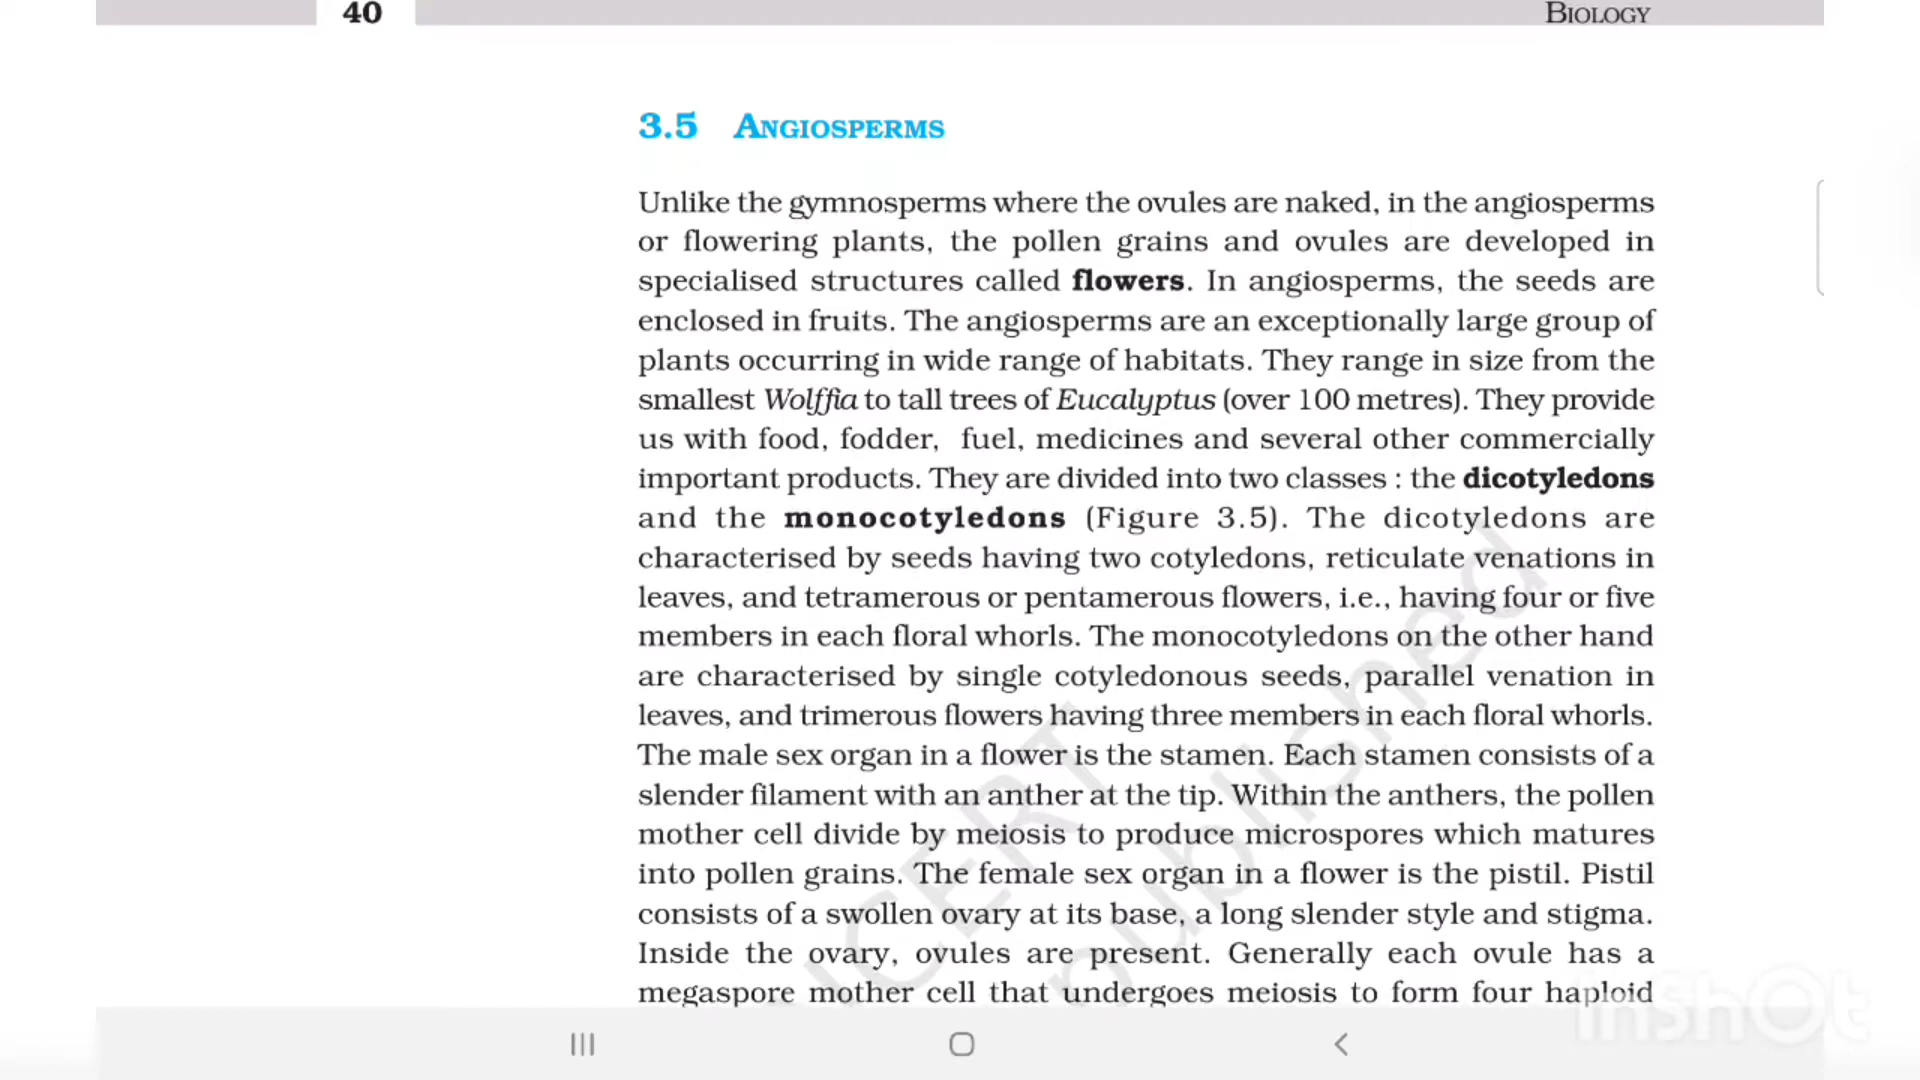 40
BIOLOGY
3.5 ANGIOSPERMS
Unlike the gymnosperms where the ovules are naked, in the angiosperms
or flowering plants, the pollen grains and ovules are developed in
specialised structures called flowers. In angiosperms, the seeds are
enclosed in fruits. The angiosperms are an exceptionally large group of
plants occurring in wide range of habitats. They range in size from the
smallest Wolffia to tall trees of Eucalyptus (over 100 metres). They provide
us with food, fodder, fuel, medicines and several other commercially
important products. They are divided into two classes : the dicotyledons
and the monocotyledons (Figure 3.5). The dicotyledons are
characterised by seeds having two cotyledons, reticulate venations in
leaves, and tetramerous or pentamerous flowers, i.e., having four or five
members in each floral whorls. The monocotyledons on the other hand
are characterised by single cotyledonous seeds, parallel venation in
leaves, and trimerous flowers having three members in each floral whorls.
The male sex organ in a flower is the stamen. Each stamen consists of a
slender filament with an anther at the tip. Within the anthers, the pollen
mother cell divide by meiosis to produce microspores which matures
into pollen grains. The female sex organ in a flower is the pistil. Pistil
consists of a swollen ovary at its base, a long slender style and stigma.
Inside the ovary, ovules are present. Generally each ovule has a
megaspore mother cell that undergoes meiosis to form four haploid
NCERT
published
InShOt